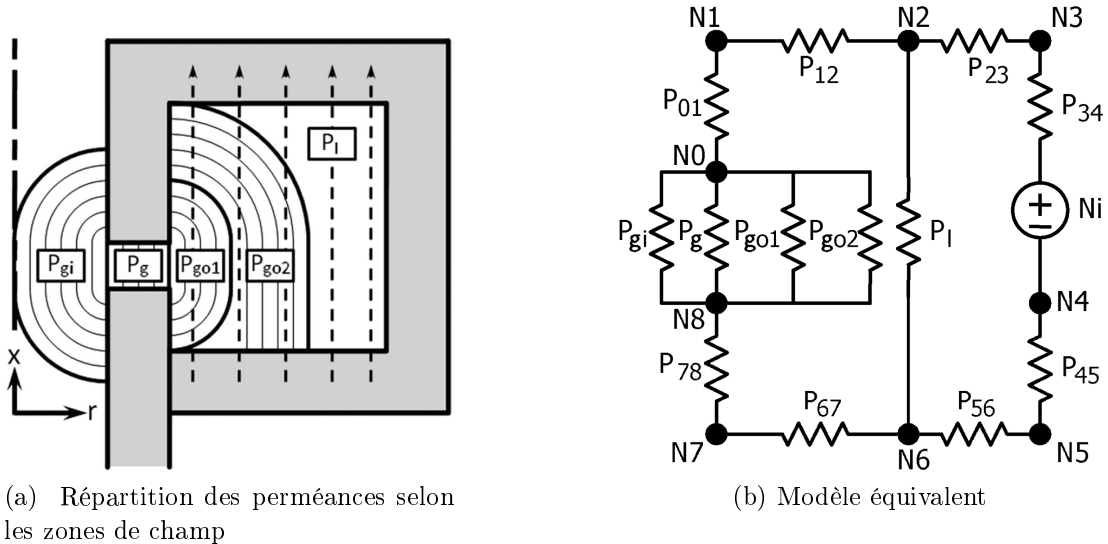 P_l
P_gi
P_g
P_go1
P_go2
x
r
(a) Répartition des perméances selon
les zones de champ
N1
N2
N3
P_12
P_23
P_01
P_34
N0
P_gi
P_g
P_go1
P_go2
P_l
Ni
+
−
N8
N4
P_78
P_45
P_67
P_56
N7
N6
N5
(b) Modèle équivalent